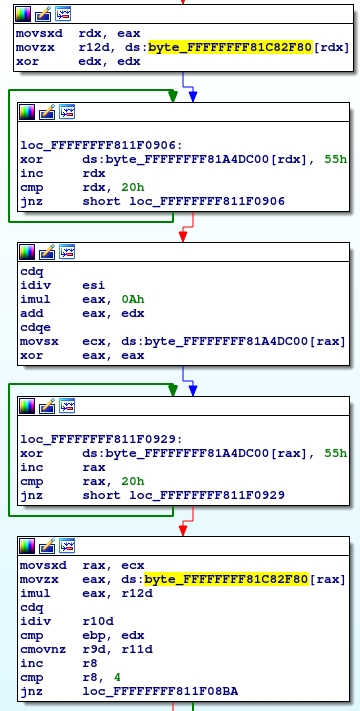 movsxd rdx, eax
movzx r12d, ds:byte_FFFFFFFF81C82F80[rdx]
xor edx, edx
loc_FFFFFFFF811F0906:
xor ds:byte_FFFFFFFF81A4DC00[rdx], 55h
inc rdx
cmp rdx, 20h
jnz short loc_FFFFFFFF811F0906
cdq
idiv esi
imul eax, 0Ah
add eax, edx
cdqe
movsx ecx, ds:byte_FFFFFFFF81A4DC00[rax]
xor eax, eax
loc_FFFFFFFF811F0929:
xor ds:byte_FFFFFFFF81A4DC00[rax], 55h
inc rax
cmp rax, 20h
jnz short loc_FFFFFFFF811F0929
movsxd rax, ecx
movzx eax, ds:byte_FFFFFFFF81C82F80[rax]
imul eax, r12d
cdq
idiv r10d
cmp ebp, edx
cmovnz r9d, r11d
inc r8
cmp r8, 4
jnz loc_FFFFFFFF811F08BA